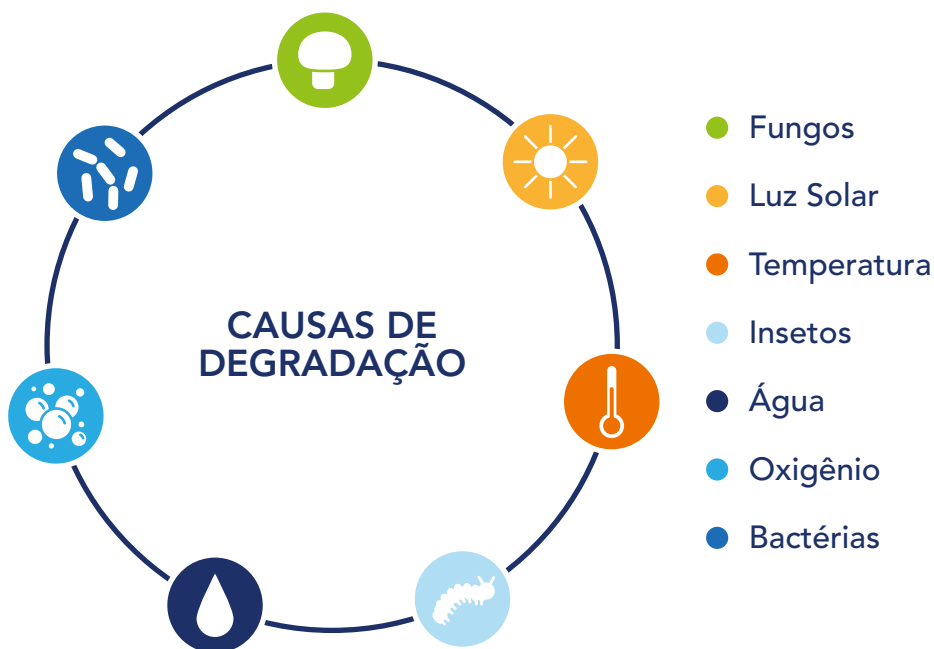 CAUSAS DE
DEGRADAÇÃO
Fungos
Luz Solar
Temperatura
Insetos
Água
Oxigênio
Bactérias